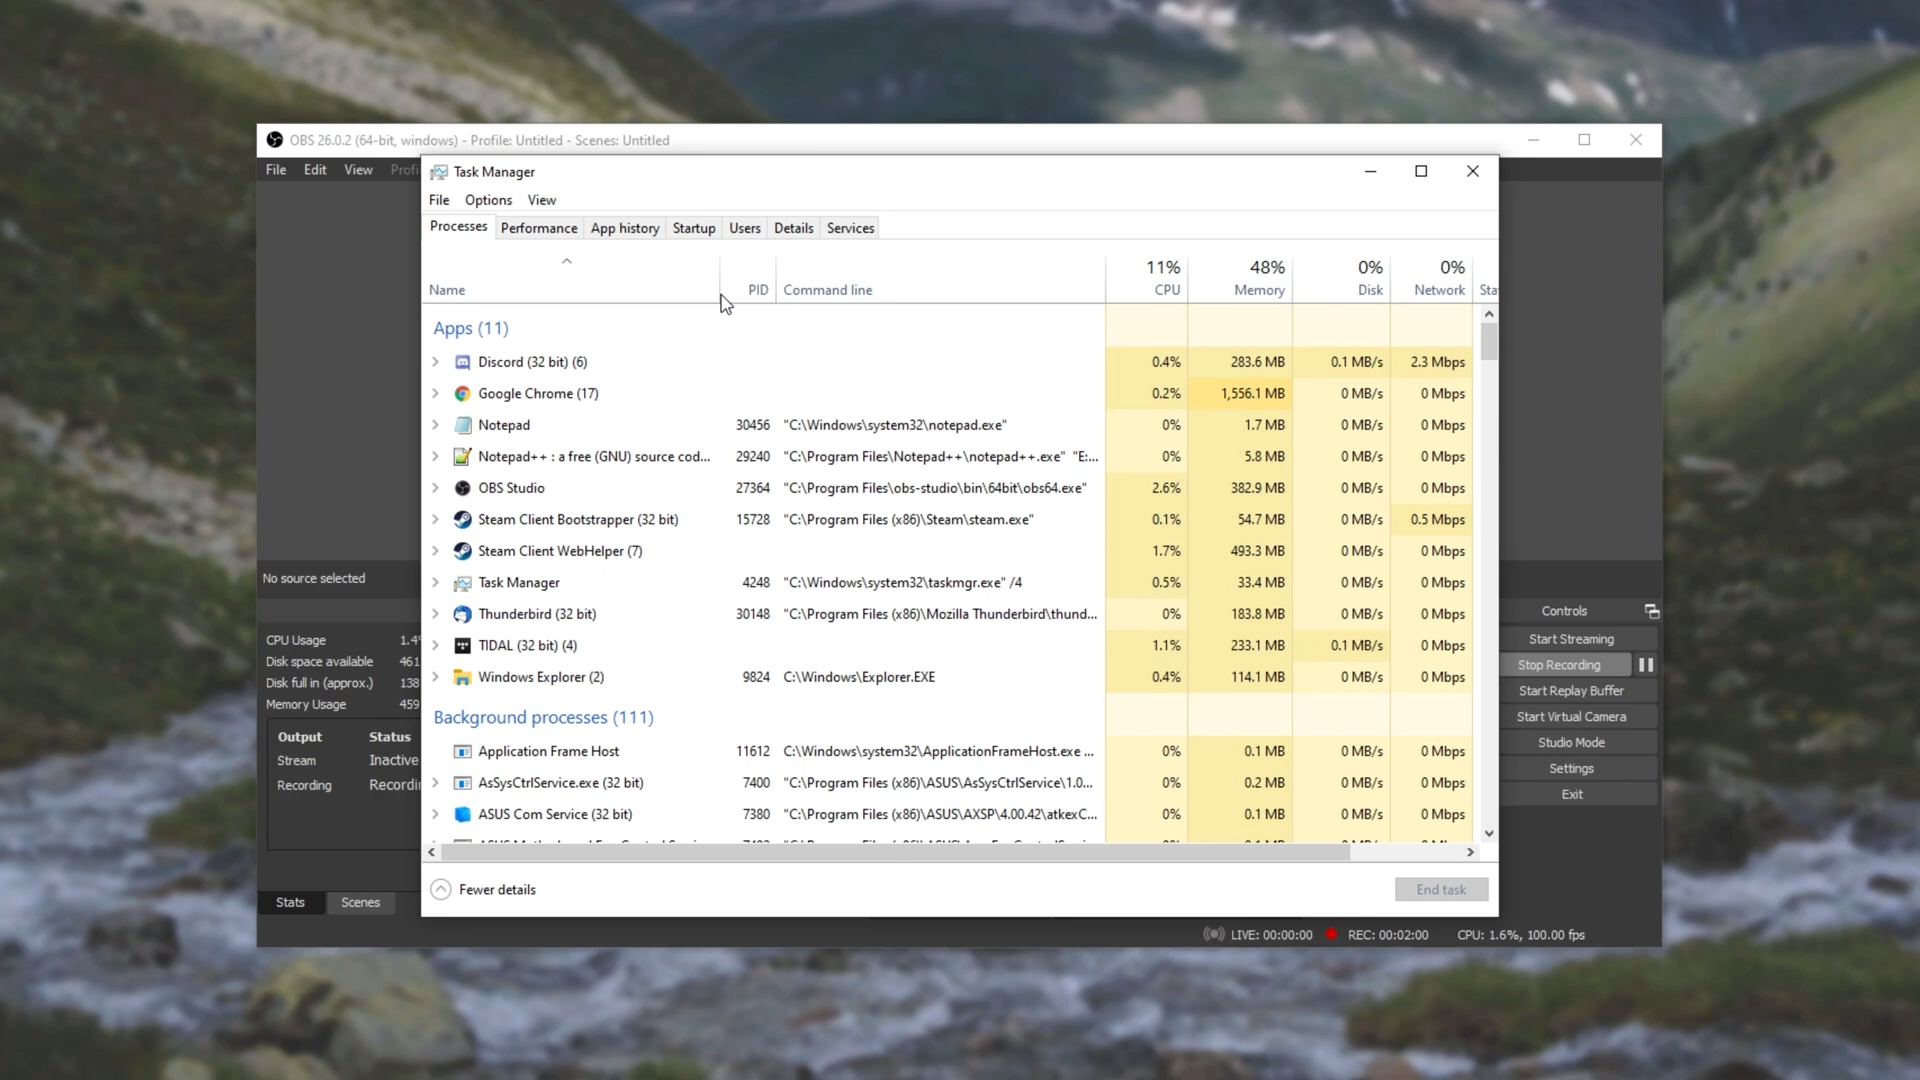 OBS 26.0.2 (64-bit, windows) - Profile: Untitled - Scenes: Untitled
File Edit View Profi
Task Manager
File Options View
Processes Performance App history Startup Users Details Services
11% 48% 0% 0%
Name PID Command line CPU Memory Disk Network Sta
Apps (11)
Discord (32 bit) (6) 0.4% 283.6 MB 0.1 MB/s 2.3 Mbps
Google Chrome (17) 0.2% 1,556.1 MB 0 MB/s 0 Mbps
Notepad 30456 "C:\Windows\system32\notepad.exe" 0% 1.7 MB 0 MB/s 0 Mbps
Notepad++ : a free (GNU) source cod... 29240 "C:\Program Files\Notepad++\notepad++.exe" "E:... 0% 5.8 MB 0 MB/s 0 Mbps
OBS Studio 27364 "C:\Program Files\obs-studio\bin\64bit\obs64.exe" 2.6% 382.9 MB 0 MB/s 0 Mbps
Steam Client Bootstrapper (32 bit) 15728 "C:\Program Files (x86)\Steam\steam.exe" 0.1% 54.7 MB 0 MB/s 0.5 Mbps
Steam Client WebHelper (7) 1.7% 493.3 MB 0 MB/s 0 Mbps
Task Manager 4248 "C:\Windows\system32\taskmgr.exe" /4 0.5% 33.4 MB 0 MB/s 0 Mbps
Thunderbird (32 bit) 30148 "C:\Program Files (x86)\Mozilla Thunderbird\thund... 0% 183.8 MB 0 MB/s 0 Mbps
TIDAL (32 bit) (4) 1.1% 233.1 MB 0.1 MB/s 0 Mbps
Windows Explorer (2) 9824 C:\Windows\Explorer.EXE 0.4% 114.1 MB 0 MB/s 0 Mbps
Background processes (111)
Application Frame Host 11612 C:\Windows\system32\ApplicationFrameHost.exe ... 0% 0.1 MB 0 MB/s 0 Mbps
AsSysCtrlService.exe (32 bit) 7400 "C:\Program Files (x86)\ASUS\AsSysCtrlService\1.0... 0% 0.2 MB 0 MB/s 0 Mbps
ASUS Com Service (32 bit) 7380 "C:\Program Files (x86)\ASUS\AXSP\4.00.42\atkexC... 0% 0.1 MB 0 MB/s 0 Mbps
Fewer details End task
No source selected
CPU Usage 1.4
Disk space available 461
Disk full in (approx.) 138
Memory Usage 459
Output Status
Stream Inactive
Recording Recordi
Stats Scenes
Controls
Start Streaming
Stop Recording
Start Replay Buffer
Start Virtual Camera
Studio Mode
Settings
Exit
LIVE: 00:00:00 REC: 00:02:00 CPU: 1.6%, 100.00 fps